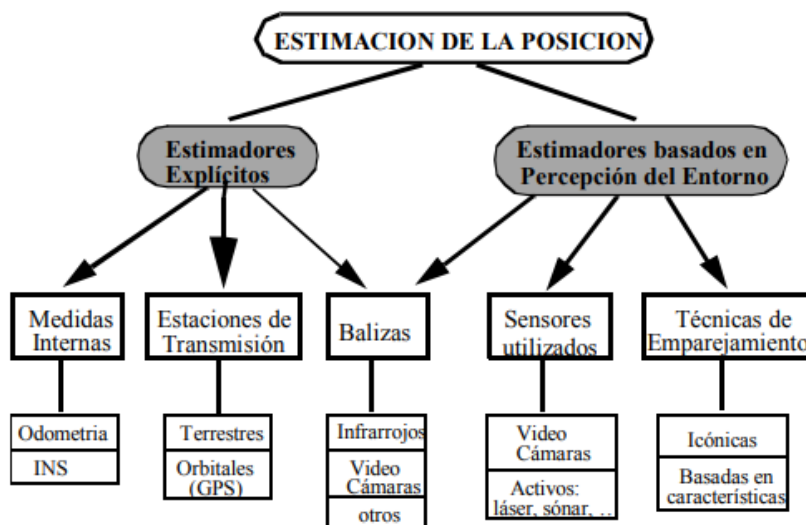 ESTIMACION DE LA POSICION
Estimadores
Explícitos
Estimadores basados en
Percepción del Entorno
Medidas
Internas
Estaciones de
Transmisión
Balizas
Sensores
utilizados
Técnicas de
Emparejamiento
Odometria
INS
Terrestres
Orbitales
(GPS)
Infrarrojos
Video
Cámaras
otros
Video
Cámaras
Activos:
láser, sónar, ..
Icónicas
Basadas en
características